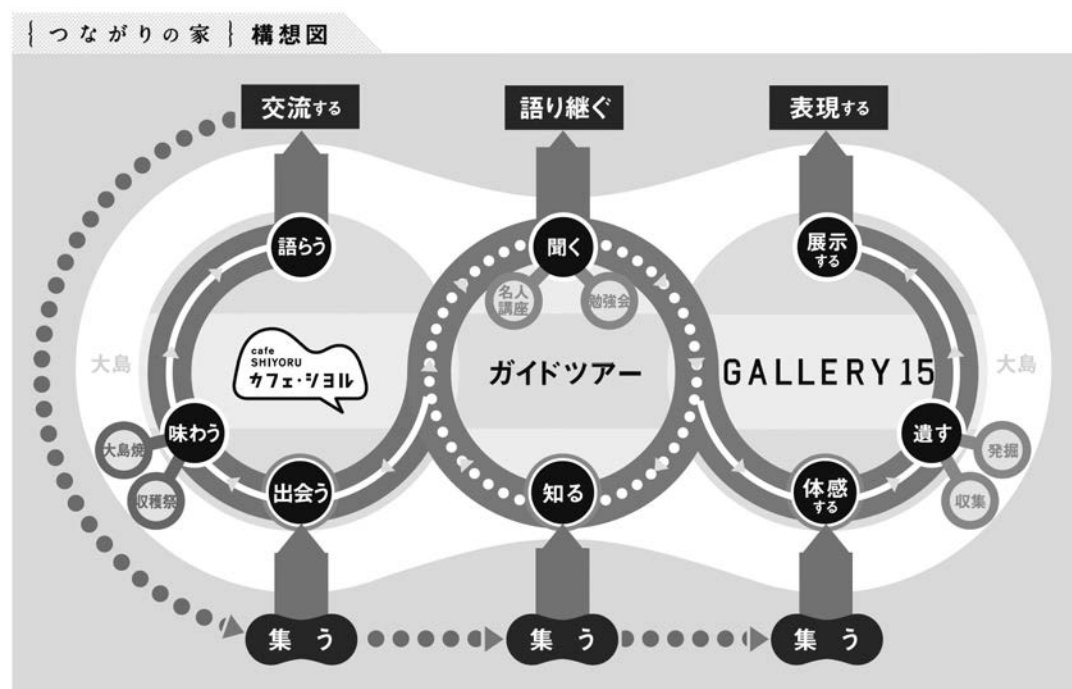 { つながりの家 } 構想図
交流する
語り継ぐ
表現する
語らう
聞く
展示
する
名人
講座
勉強会
大島
cafe
SHIYORU
カフェ・シヨル
ガイドツアー
GALLERY 15
大島
味わう
遺す
大島焼
発掘
収穫祭
収集
出会う
知る
体感
する
集う
集う
集う